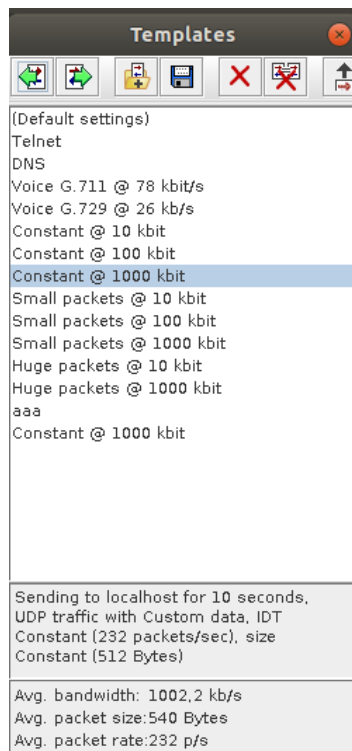 Templates
(Default settings)
Telnet
DNS
Voice G.711 @ 78 kbit/s
Voice G.729 @ 26 kb/s
Constant @ 10 kbit
Constant @ 100 kbit
Constant @ 1000 kbit
Small packets @ 10 kbit
Small packets @ 100 kbit
Small packets @ 1000 kbit
Huge packets @ 10 kbit
Huge packets @ 1000 kbit
aaa
Constant @ 1000 kbit
Sending to localhost for 10 seconds,
UDP traffic with Custom data, IDT
Constant (232 packets/sec), size
Constant (512 Bytes)
Avg. bandwidth: 1002,2 kb/s
Avg. packet size:540 Bytes
Avg. packet rate:232 p/s